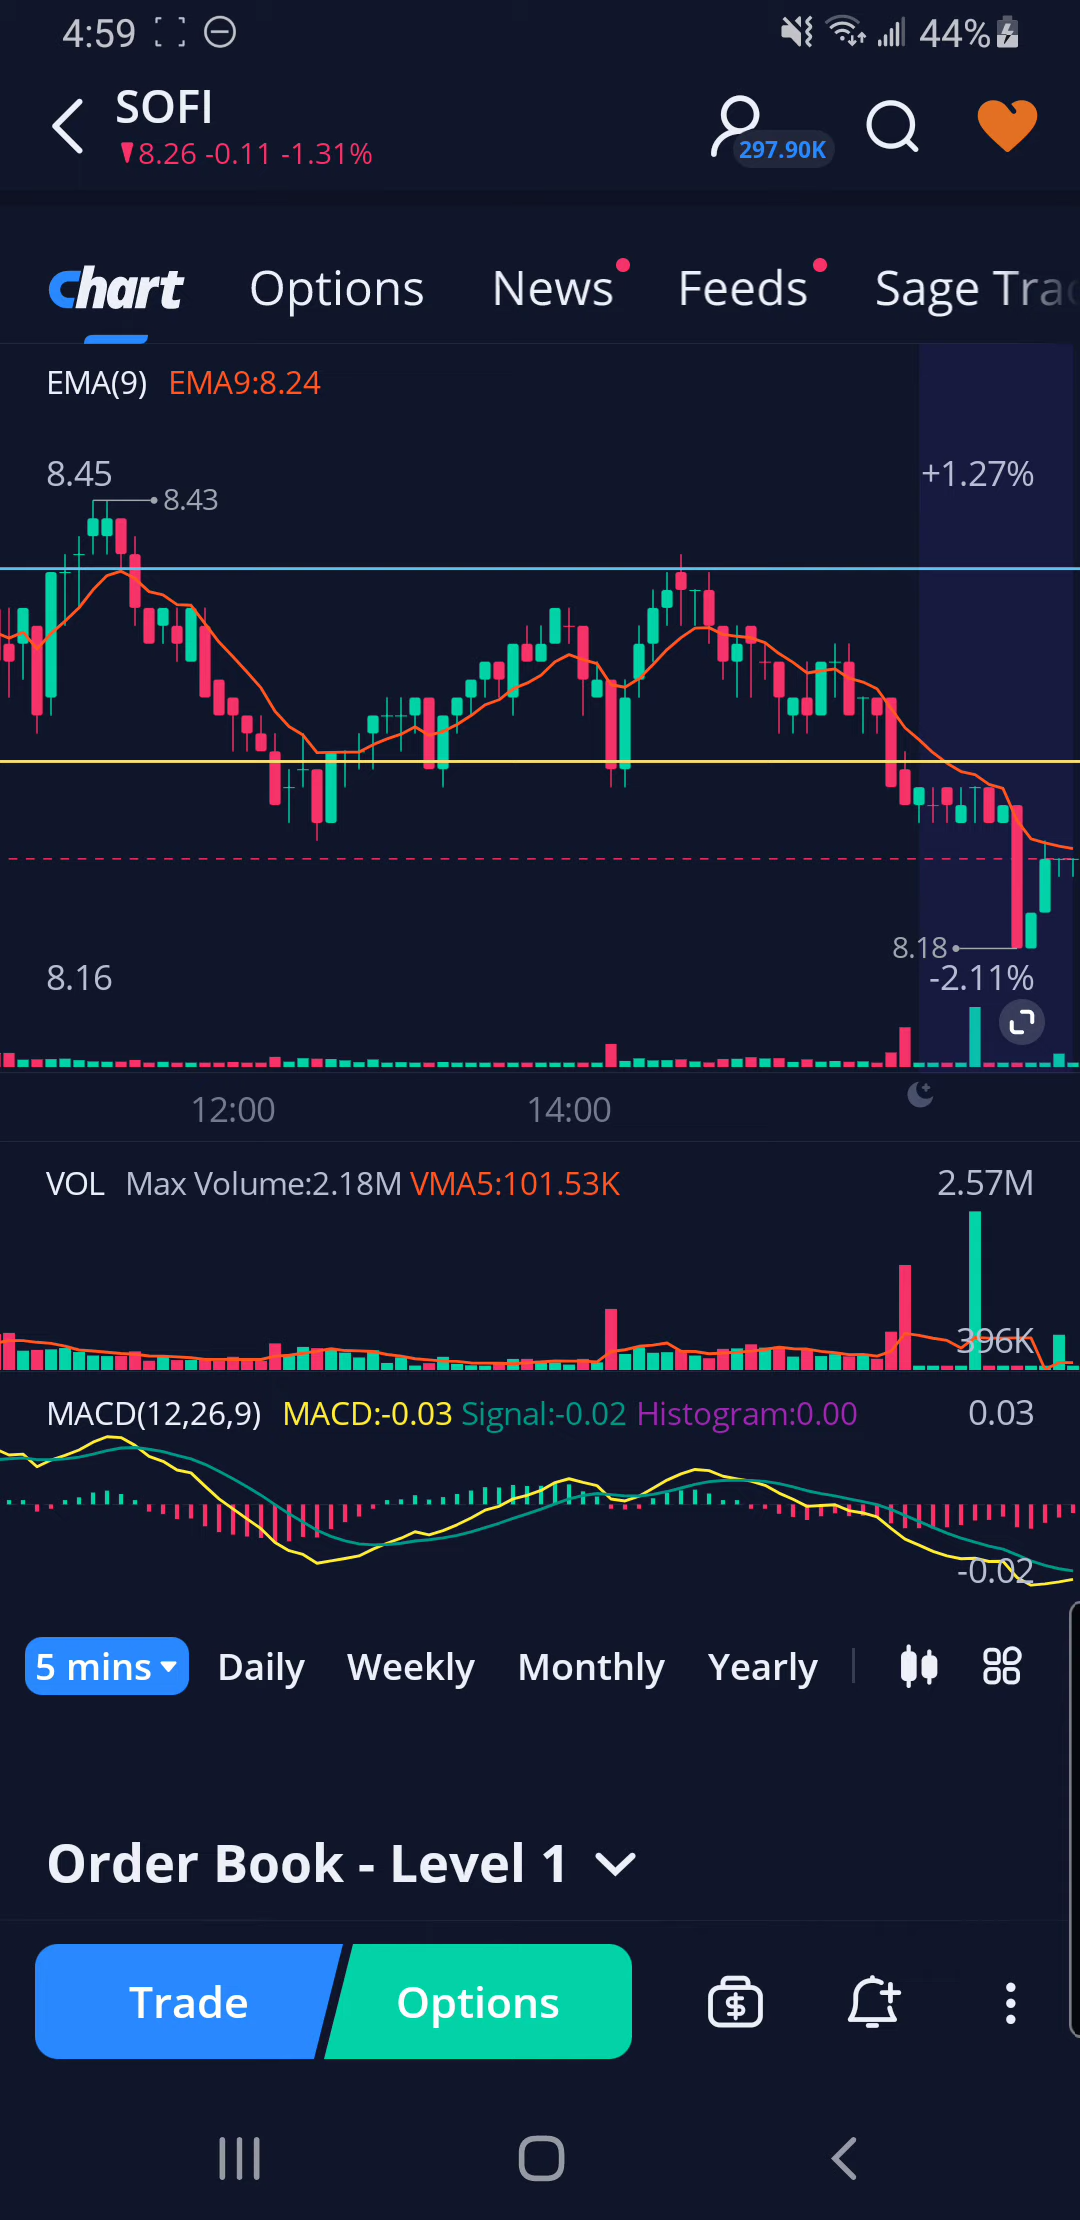 4:59 44%
SOFI
8.26 -0.11 -1.31%
297.90K
Chart Options News Feeds Sage Trad
EMA(9) EMA9:8.24
8.45 +1.27%
8.43
8.18
8.16 -2.11%
12:00 14:00
VOL Max Volume:2.18M VMA5:101.53K 2.57M
396K
MACD(12,26,9) MACD:-0.03 Signal:-0.02 Histogram:0.00 0.03
-0.02
5 mins Daily Weekly Monthly Yearly
Order Book - Level 1
Trade Options